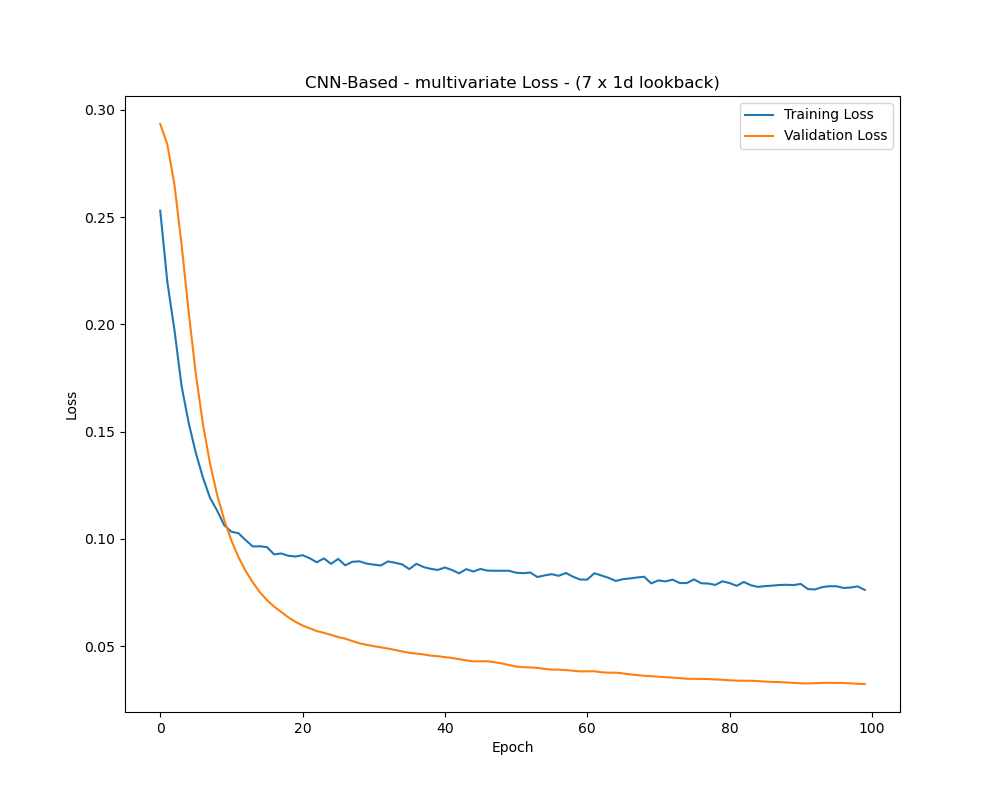 CNN-Based - multivariate Loss - (7 x 1d lookback)
Training Loss
Validation Loss
0.30
0.25
0.20
0.15
0.10
0.05
Loss
0 20 40 60 80 100
Epoch